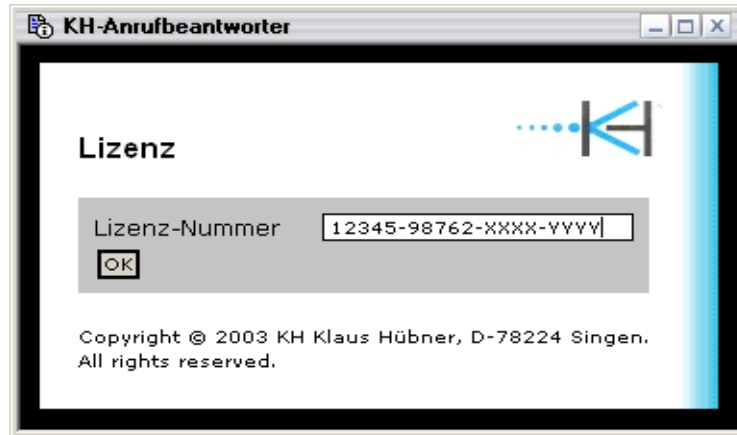 KH-Anrufbeantworter
KH
Lizenz
Lizenz-Nummer 12345-98762-XXXX-YYYY
OK
Copyright © 2003 KH Klaus Hübner, D-78224 Singen.
All rights reserved.